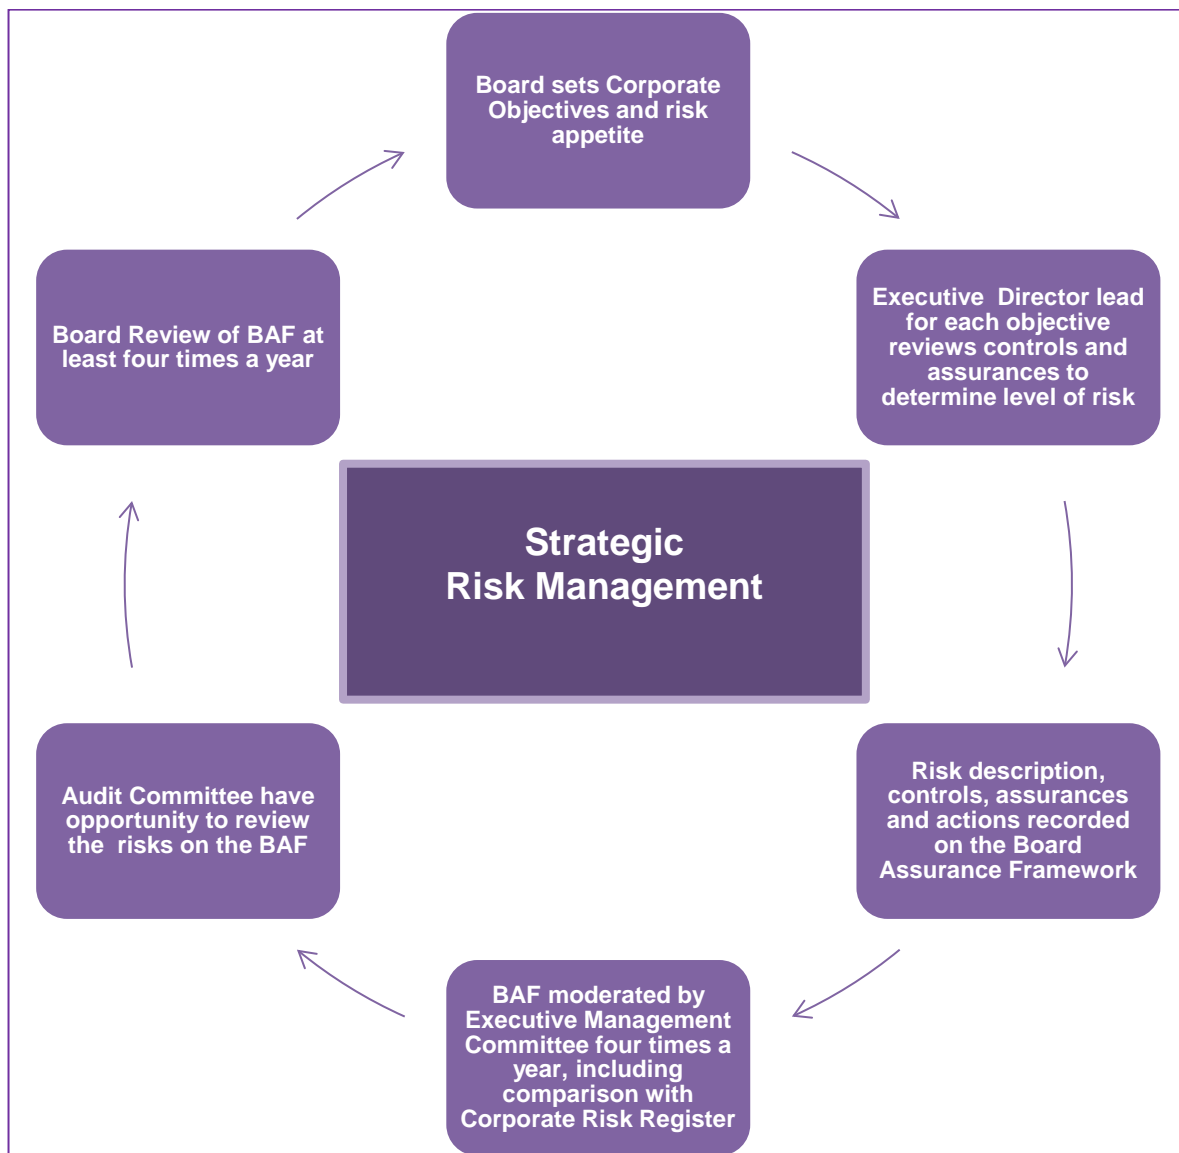 Board sets Corporate
Objectives and risk
appetite
Executive  Director lead
for each objective
reviews controls and
assurances to
determine level of risk
Risk description,
controls, assurances
and actions recorded
on the Board
Assurance Framework
BAF moderated by
Executive Management
Committee four times a
year, including
comparison with
Corporate Risk Register
Audit Committee have
opportunity to review
the  risks on the BAF
Board Review of BAF at
least four times a year
Strategic
Risk Management